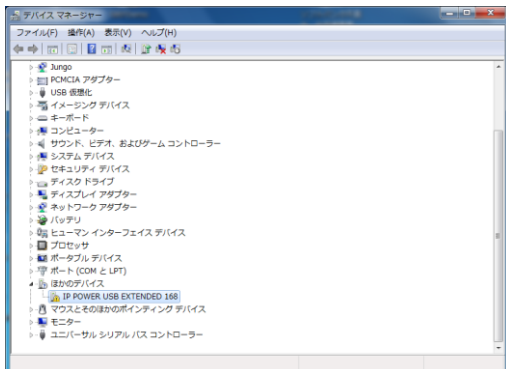 デバイス マネージャー
ファイル(F) 操作(A) 表示(V) ヘルプ(H)
Jungo
PCMCIA アダプター
USB 仮想化
イメージング デバイス
キーボード
コンピューター
サウンド、ビデオ、およびゲーム コントローラー
システム デバイス
セキュリティ デバイス
ディスク ドライブ
ディスプレイ アダプター
ネットワーク アダプター
バッテリ
ヒューマン インターフェイス デバイス
プロセッサ
ポータブル デバイス
ポート (COM と LPT)
ほかのデバイス
IP POWER USB EXTENDED 168
マウスとそのほかのポインティング デバイス
モニター
ユニバーサル シリアル バス コントローラー